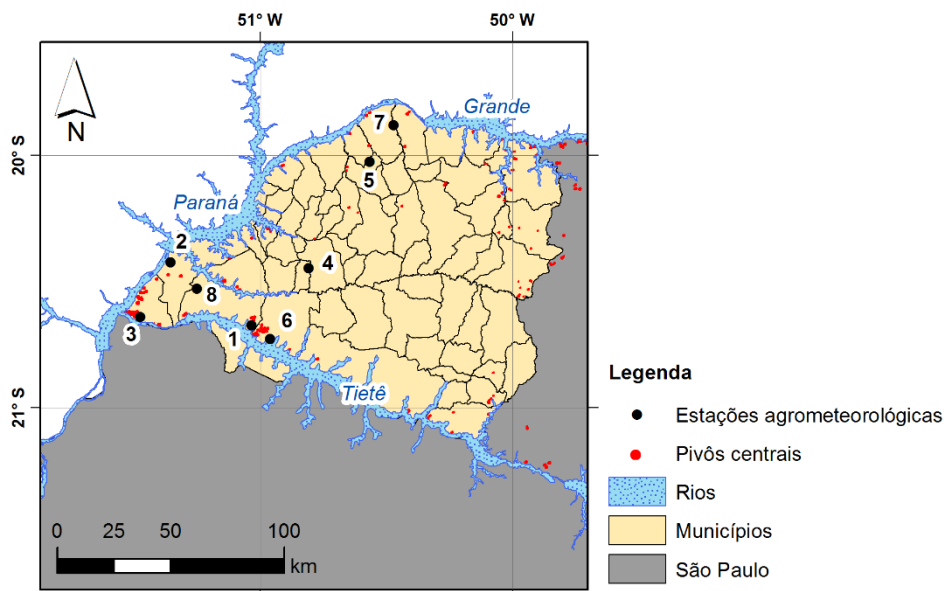 51° W
50° W
N
Grande
7
20° S
5
Paraná
2
4
8
3
1
6
Tietê
21° S
0 25 50 100
km
Legenda
Estações agrometeorológicas
Pivôs centrais
Rios
Municípios
São Paulo